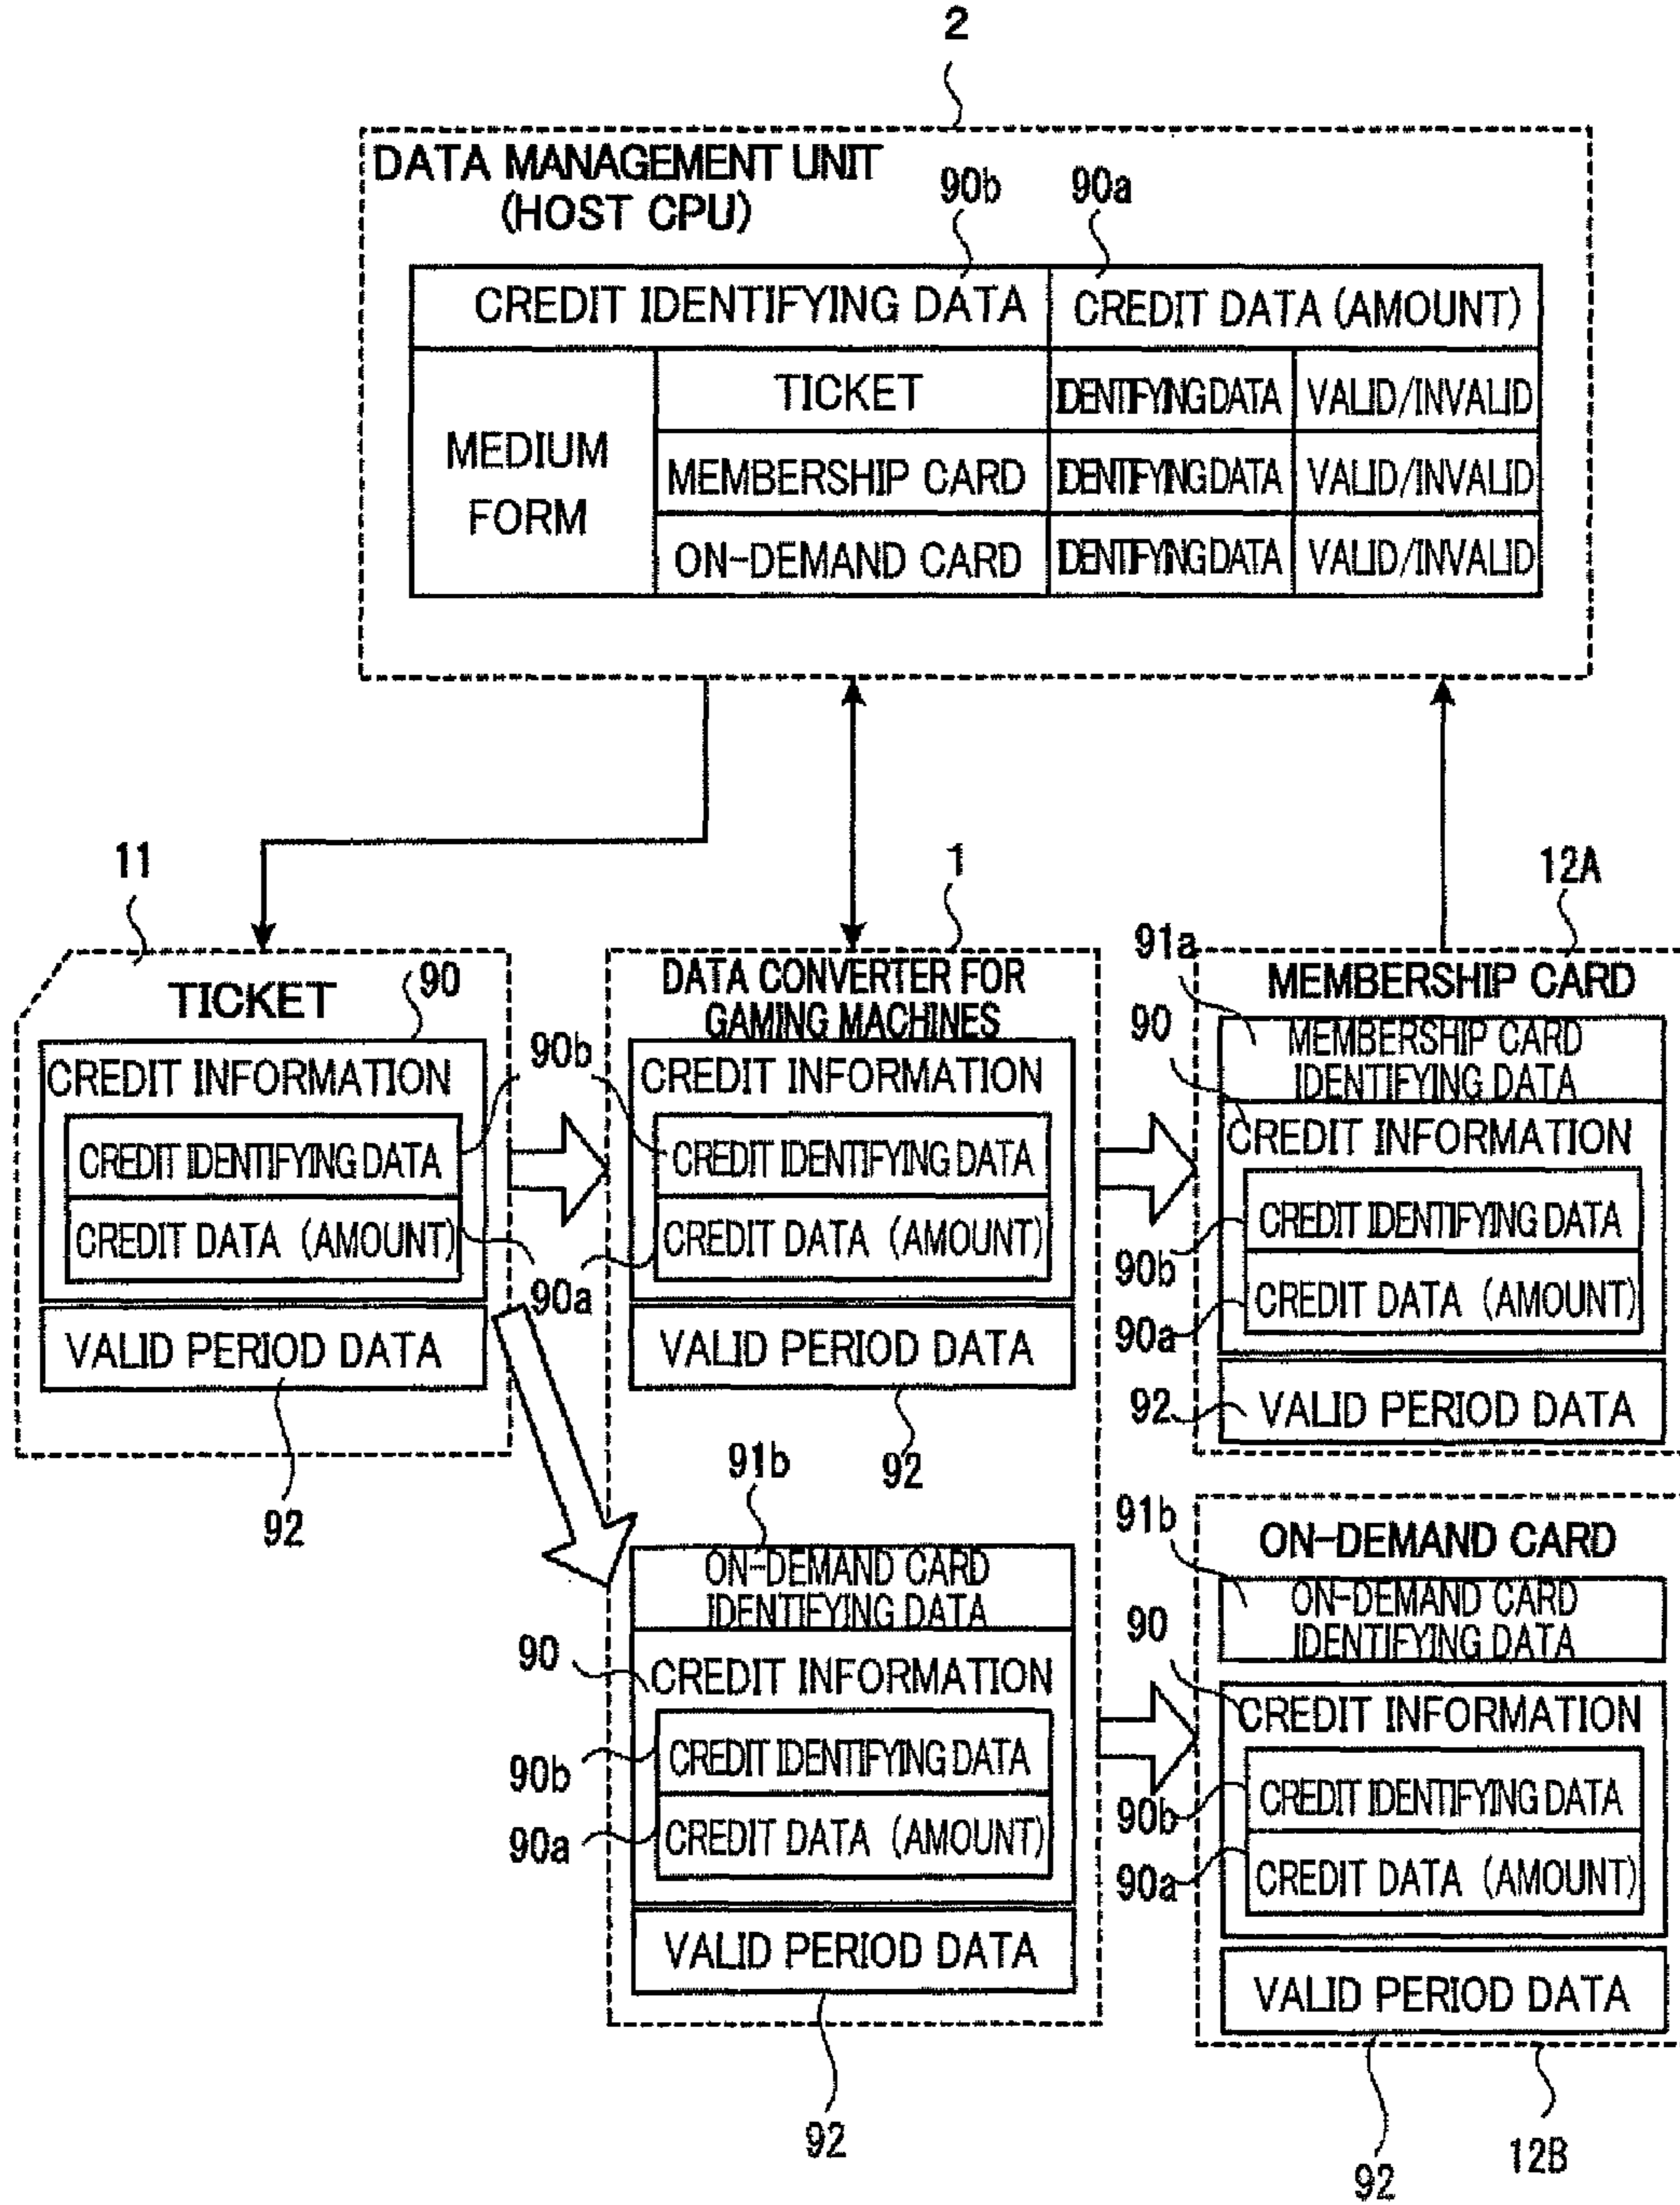 2
DATA MANAGEMENT UNIT
(HOST CPU)
90b
90a
CREDIT IDENTIFYING DATA
CREDIT DATA (AMOUNT)
MEDIUM
FORM
TICKET
IDENTIFYING DATA
VALID/INVALID
MEMBERSHIP CARD
IDENTIFYING DATA
VALID/INVALID
ON-DEMAND CARD
IDENTIFYING DATA
VALID/INVALID
11
TICKET
90
CREDIT INFORMATION
CREDIT IDENTIFYING DATA
CREDIT DATA (AMOUNT)
VALID PERIOD DATA
92
90b
90a
1
DATA CONVERTER FOR
GAMING MACHINES
CREDIT INFORMATION
CREDIT IDENTIFYING DATA
CREDIT DATA (AMOUNT)
VALID PERIOD DATA
92
91b
ON-DEMAND CARD
IDENTIFYING DATA
90
CREDIT INFORMATION
90b
CREDIT IDENTIFYING DATA
90a
CREDIT DATA (AMOUNT)
VALID PERIOD DATA
92
12A
91a
MEMBERSHIP CARD
MEMBERSHIP CARD
IDENTIFYING DATA
90
CREDIT INFORMATION
CREDIT IDENTIFYING DATA
90b
CREDIT DATA (AMOUNT)
90a
92
VALID PERIOD DATA
91b
ON-DEMAND CARD
ON-DEMAND CARD
IDENTIFYING DATA
90
CREDIT INFORMATION
CREDIT IDENTIFYING DATA
90b
CREDIT DATA (AMOUNT)
90a
VALID PERIOD DATA
92
12B